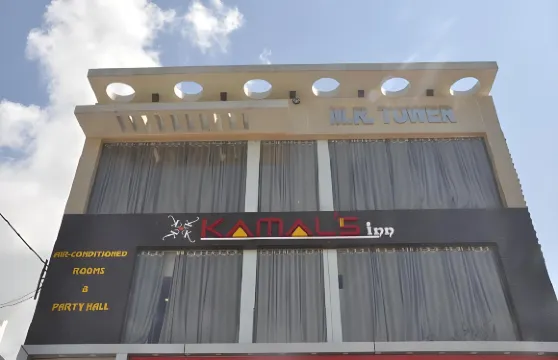 M.R. TOWER
KAMAL'S Inn
AIR-CONDITIONED
ROOMS
&
PARTY HALL